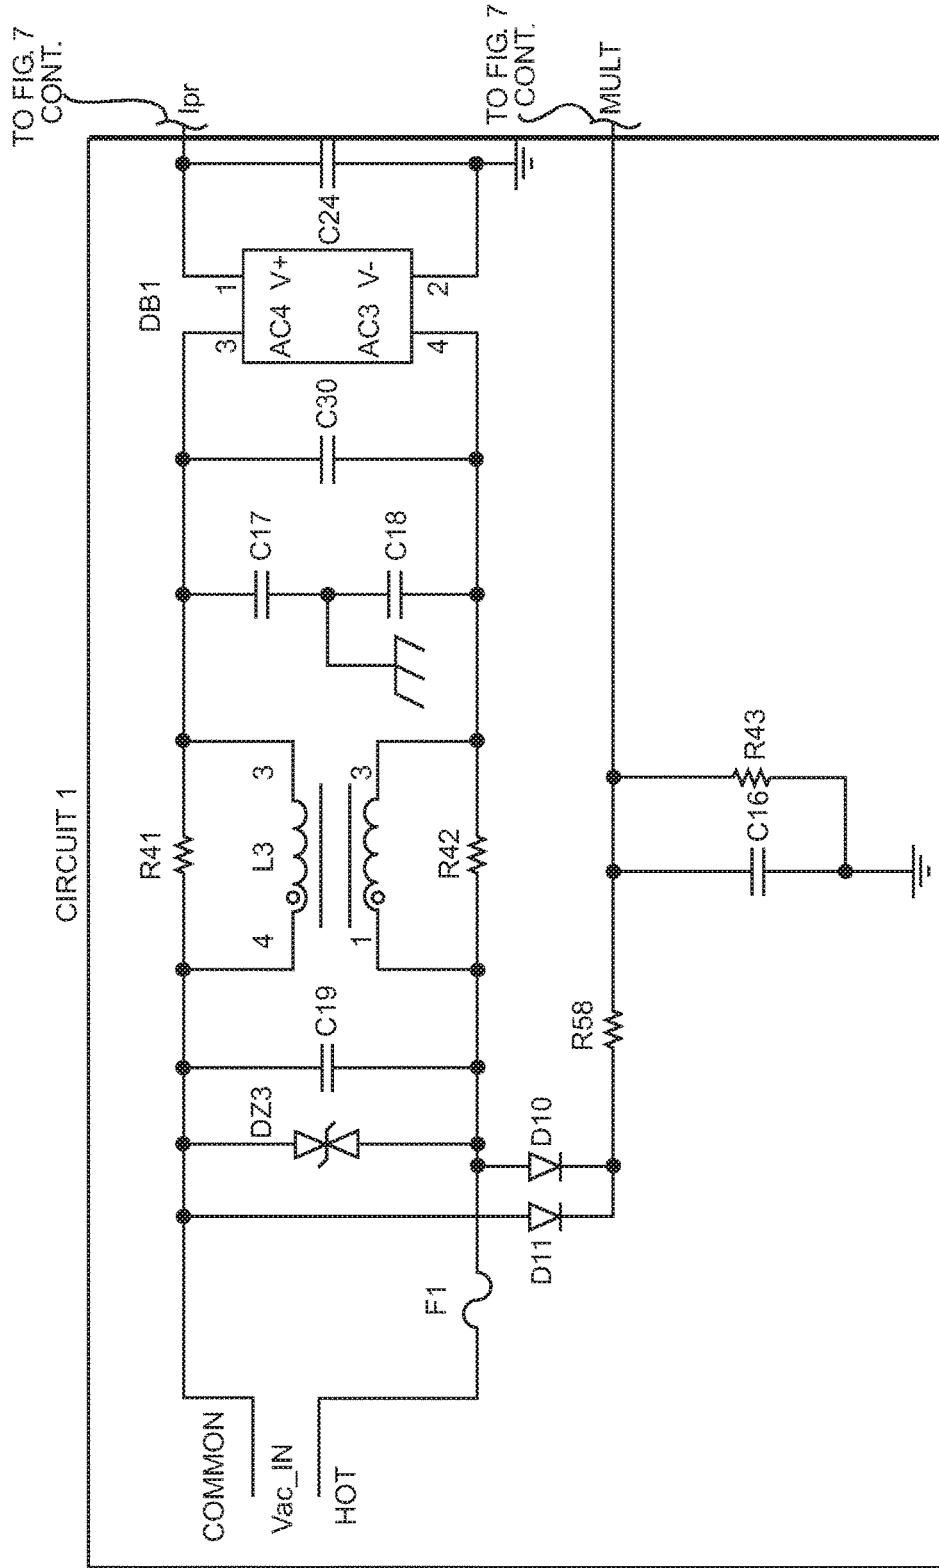 CIRCUIT 1
TO FIG. 7
CONT.
Ipr
TO FIG. 7
CONT.
MULT
COMMON
Vac_IN
HOT
F1
D11
D10
DZ3
C19
R58
R41
4
L3
3
1
3
R42
C16
R43
C17
C18
C30
DB1
3
1
AC4
V+
AC3
V-
4
2
C24